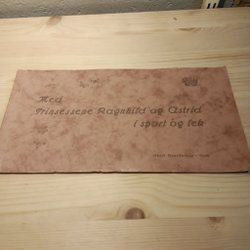 Med
Prinsessene Ragnhild og Astrid
i sport og lek